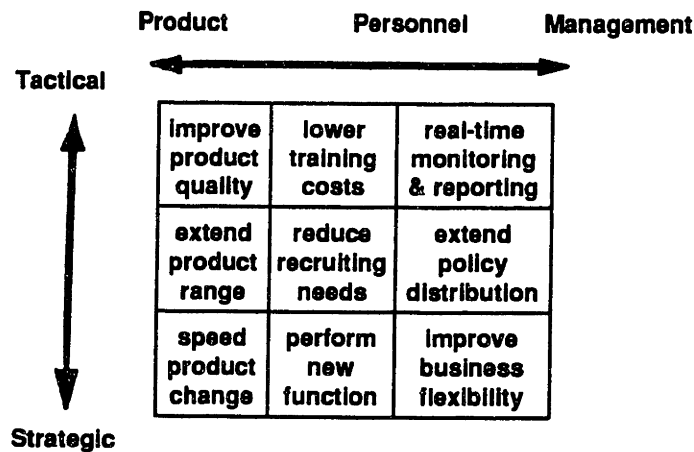 Product Personnel Management
Tactical
improve lower real-time
product training monitoring
quality costs & reporting
extend reduce extend
product recruiting policy
range needs distribution
speed perform improve
product new business
change function flexibility
Strategic